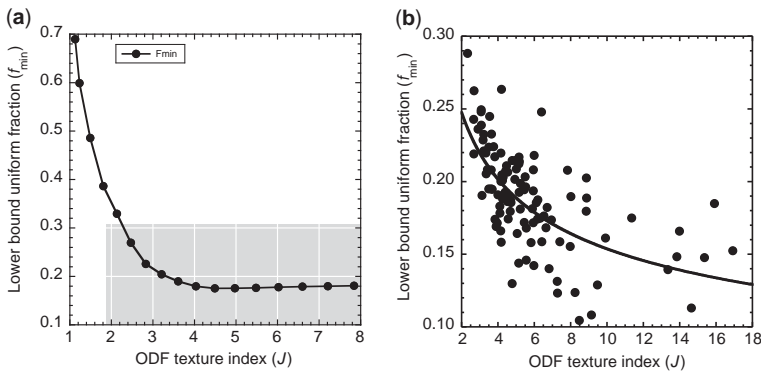 (a)
Lower bound uniform fraction (fmin)
0.7
0.6
0.5
0.4
0.3
0.2
0.1
Fmin
1 2 3 4 5 6 7 8
ODF texture index (J)
(b)
Lower bound uniform fraction (fmin)
0.30
0.25
0.20
0.15
0.10
2 4 6 8 10 12 14 16 18
ODF texture index (J)